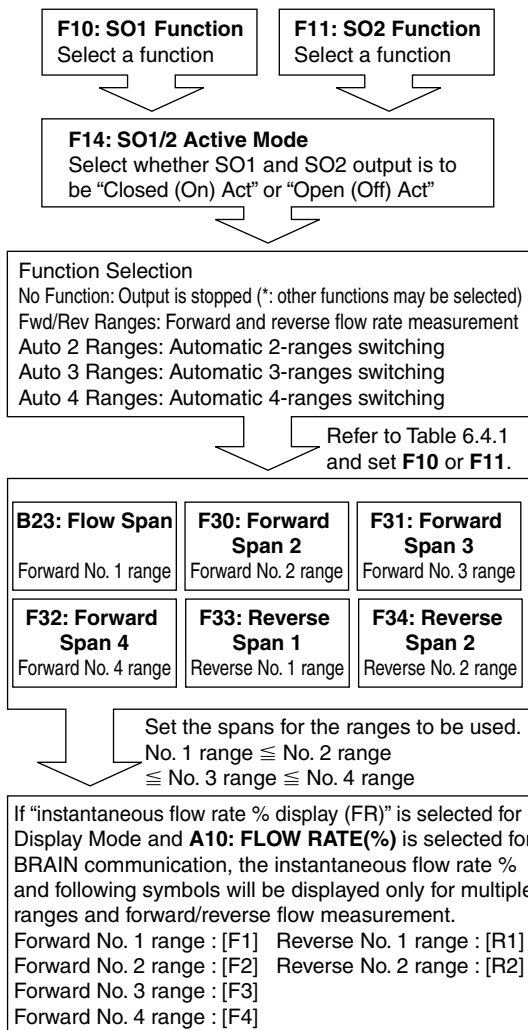 F10: SO1 Function
Select a function
F11: SO2 Function
Select a function
F14: SO1/2 Active Mode
Select whether SO1 and SO2 output is to
be “Closed (On) Act” or “Open (Off) Act”
Function Selection
No Function: Output is stopped (*: other functions may be selected)
Fwd/Rev Ranges: Forward and reverse flow rate measurement
Auto 2 Ranges: Automatic 2-ranges switching
Auto 3 Ranges: Automatic 3-ranges switching
Auto 4 Ranges: Automatic 4-ranges switching
Refer to Table 6.4.1
and set F10 or F11.
B23: Flow Span
Forward No. 1 range
F30: Forward
Span 2
Forward No. 2 range
F31: Forward
Span 3
Forward No. 3 range
F32: Forward
Span 4
Forward No. 4 range
F33: Reverse
Span 1
Reverse No. 1 range
F34: Reverse
Span 2
Reverse No. 2 range
Set the spans for the ranges to be used.
No. 1 range ≦ No. 2 range
≦ No. 3 range ≦ No. 4 range
If “instantaneous flow rate % display (FR)” is selected for
Display Mode and A10: FLOW RATE(%) is selected for
BRAIN communication, the instantaneous flow rate %
and following symbols will be displayed only for multiple
ranges and forward/reverse flow measurement.
Forward No. 1 range : [F1] Reverse No. 1 range : [R1]
Forward No. 2 range : [F2] Reverse No. 2 range : [R2]
Forward No. 3 range : [F3]
Forward No. 4 range : [F4]